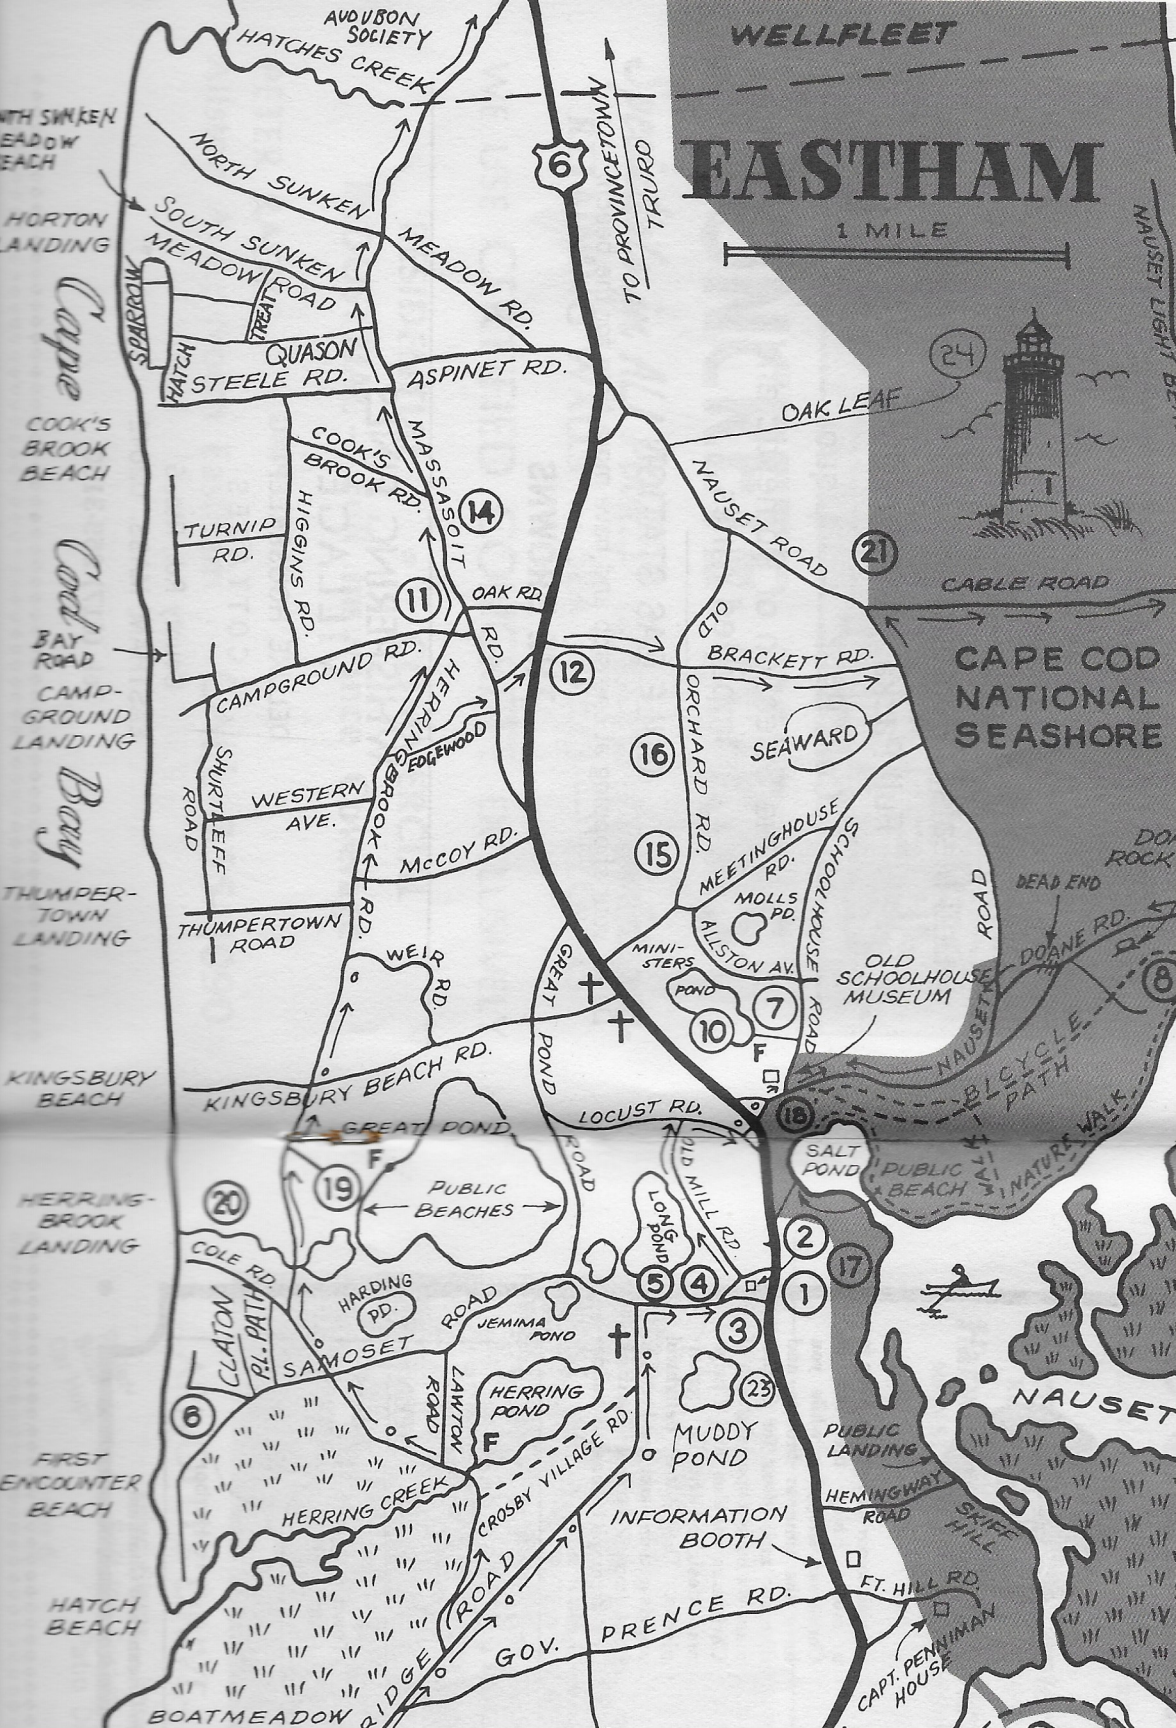 AUDUBON
SOCIETY
HATCHES CREEK
WELLFLEET
EASTHAM
1 MILE
6
TO PROVINCETOWN
TRURO
NAUSET LIGHT
SUNKEN
HORTON
LANDING
NORTH SUNKEN
MEADOW RD.
SOUTH SUNKEN
MEADOW ROAD
SPARROW
TREAT
HATCH
QUASON
STEELE RD.
ASPINET RD.
24
OAK LEAF
Cape Cod Bay
COOK'S
BROOK
BEACH
COOK'S
BROOK RD.
MASSASOIT
RD.
14
NAUSET ROAD
21
CABLE ROAD
TURNIP
RD.
HIGGINS RD.
11
OAK RD.
OLD
ORCHARD RD.
BRACKETT RD.
12
CAPE COD
NATIONAL
SEASHORE
BAY
ROAD
CAMP-
GROUND
LANDING
CAMPGROUND RD.
HERRING BROOK RD.
EDGEWOOD
SEAWARD
16
SHURTLEFF
ROAD
WESTERN
AVE.
McCOY RD.
15
MEETINGHOUSE
RD.
SCHOOLHOUSE
ROAD
MOLLS
PD.
ALLSTON AV.
ROAD
DEAD END
DOANE RD.
ROCK
THUMPER-
TOWN
LANDING
THUMPERTOWN
ROAD
WEIR RD.
GREAT
POND
ROAD
MINI-
STERS
POND
10
7
F
OLD
SCHOOLHOUSE
MUSEUM
NAUSET
8
BICYCLE
PATH
KINGSBURY
BEACH
KINGSBURY BEACH RD.
LOCUST RD.
18
GREAT POND
F
19
PUBLIC
BEACHES
OLD MILL RD.
LONG
POND
SALT
POND
PUBLIC
BEACH
WALK
NATURE WALK
HERRING-
BROOK
LANDING
20
COLE RD.
HARDING
PD.
5
4
2
1
17
3
CLATON
P.L. PATH
SAMOSET ROAD
JEMIMA
POND
LAWTON
ROAD
HERRING
POND
F
23
MUDDY
POND
NAUSET
6
PUBLIC
LANDING
FIRST
ENCOUNTER
BEACH
HERRING CREEK
CROSBY VILLAGE RD.
HEMINGWAY
ROAD
SKIFF
HILL
INFORMATION
BOOTH
HATCH
BEACH
FT. HILL RD.
ROAD
GOV. PRENCE RD.
CAPT. PENNIMAN
HOUSE
BOATMEADOW